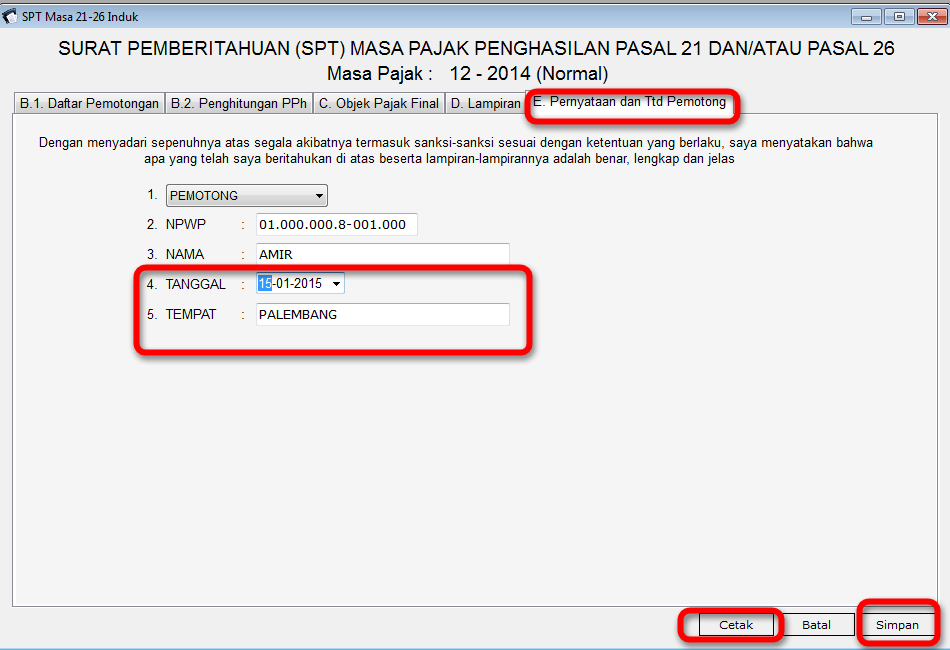 SPT Masa 21-26 Induk
SURAT PEMBERITAHUAN (SPT) MASA PAJAK PENGHASILAN PASAL 21 DAN/ATAU PASAL 26
Masa Pajak : 12 - 2014 (Normal)
B.1. Daftar Pemotongan B.2. Penghitungan PPh C. Objek Pajak Final D. Lampiran E. Pernyataan dan Ttd Pemotong
Dengan menyadari sepenuhnya atas segala akibatnya termasuk sanksi-sanksi sesuai dengan ketentuan yang berlaku, saya menyatakan bahwa
apa yang telah saya beritahukan di atas beserta lampiran-lampirannya adalah benar, lengkap dan jelas
1. PEMOTONG
2. NPWP : 01.000.000.8-001.000
3. NAMA : AMIR
4. TANGGAL : 15-01-2015
5. TEMPAT : PALEMBANG
Cetak Batal Simpan